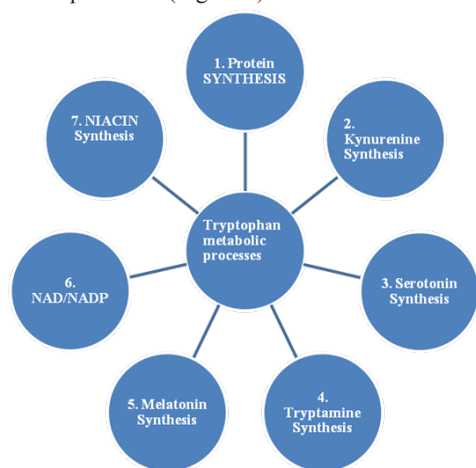 1. Protein
SYNTHESIS
2.
Kynurenine
Synthesis
3. Serotonin
Synthesis
4.
Tryptamine
Synthesis
5. Melatonin
Synthesis
6.
NAD/NADP
7. NIACIN
Synthesis
Tryptophan
metabolic
processes